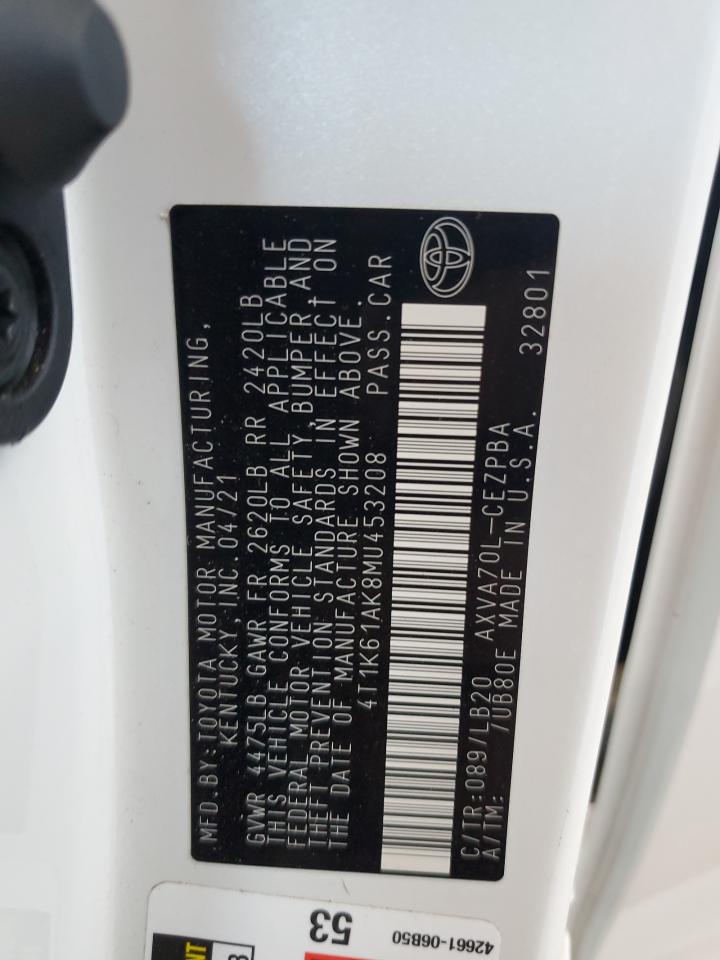 MFD. BY: TOYOTA MOTOR MANUFACTURING,
KENTUCKY, INC. 04/21
GVWR 4475LB GAWR FR 2620LB RR 2420LB
THIS VEHICLE CONFORMS TO ALL APPLICABLE
FEDERAL MOTOR VEHICLE SAFETY, BUMPER, AND
THEFT PREVENTION STANDARDS IN EFFECT ON
THE DATE OF MANUFACTURE SHOWN ABOVE.
4T1K61AK8MU453208 PASS. CAR
C/TR: 089/LB20 AXVA70L-CEZPBA
A/TM: /UB80E MADE IN U.S.A. 32801
53
42661-06B50